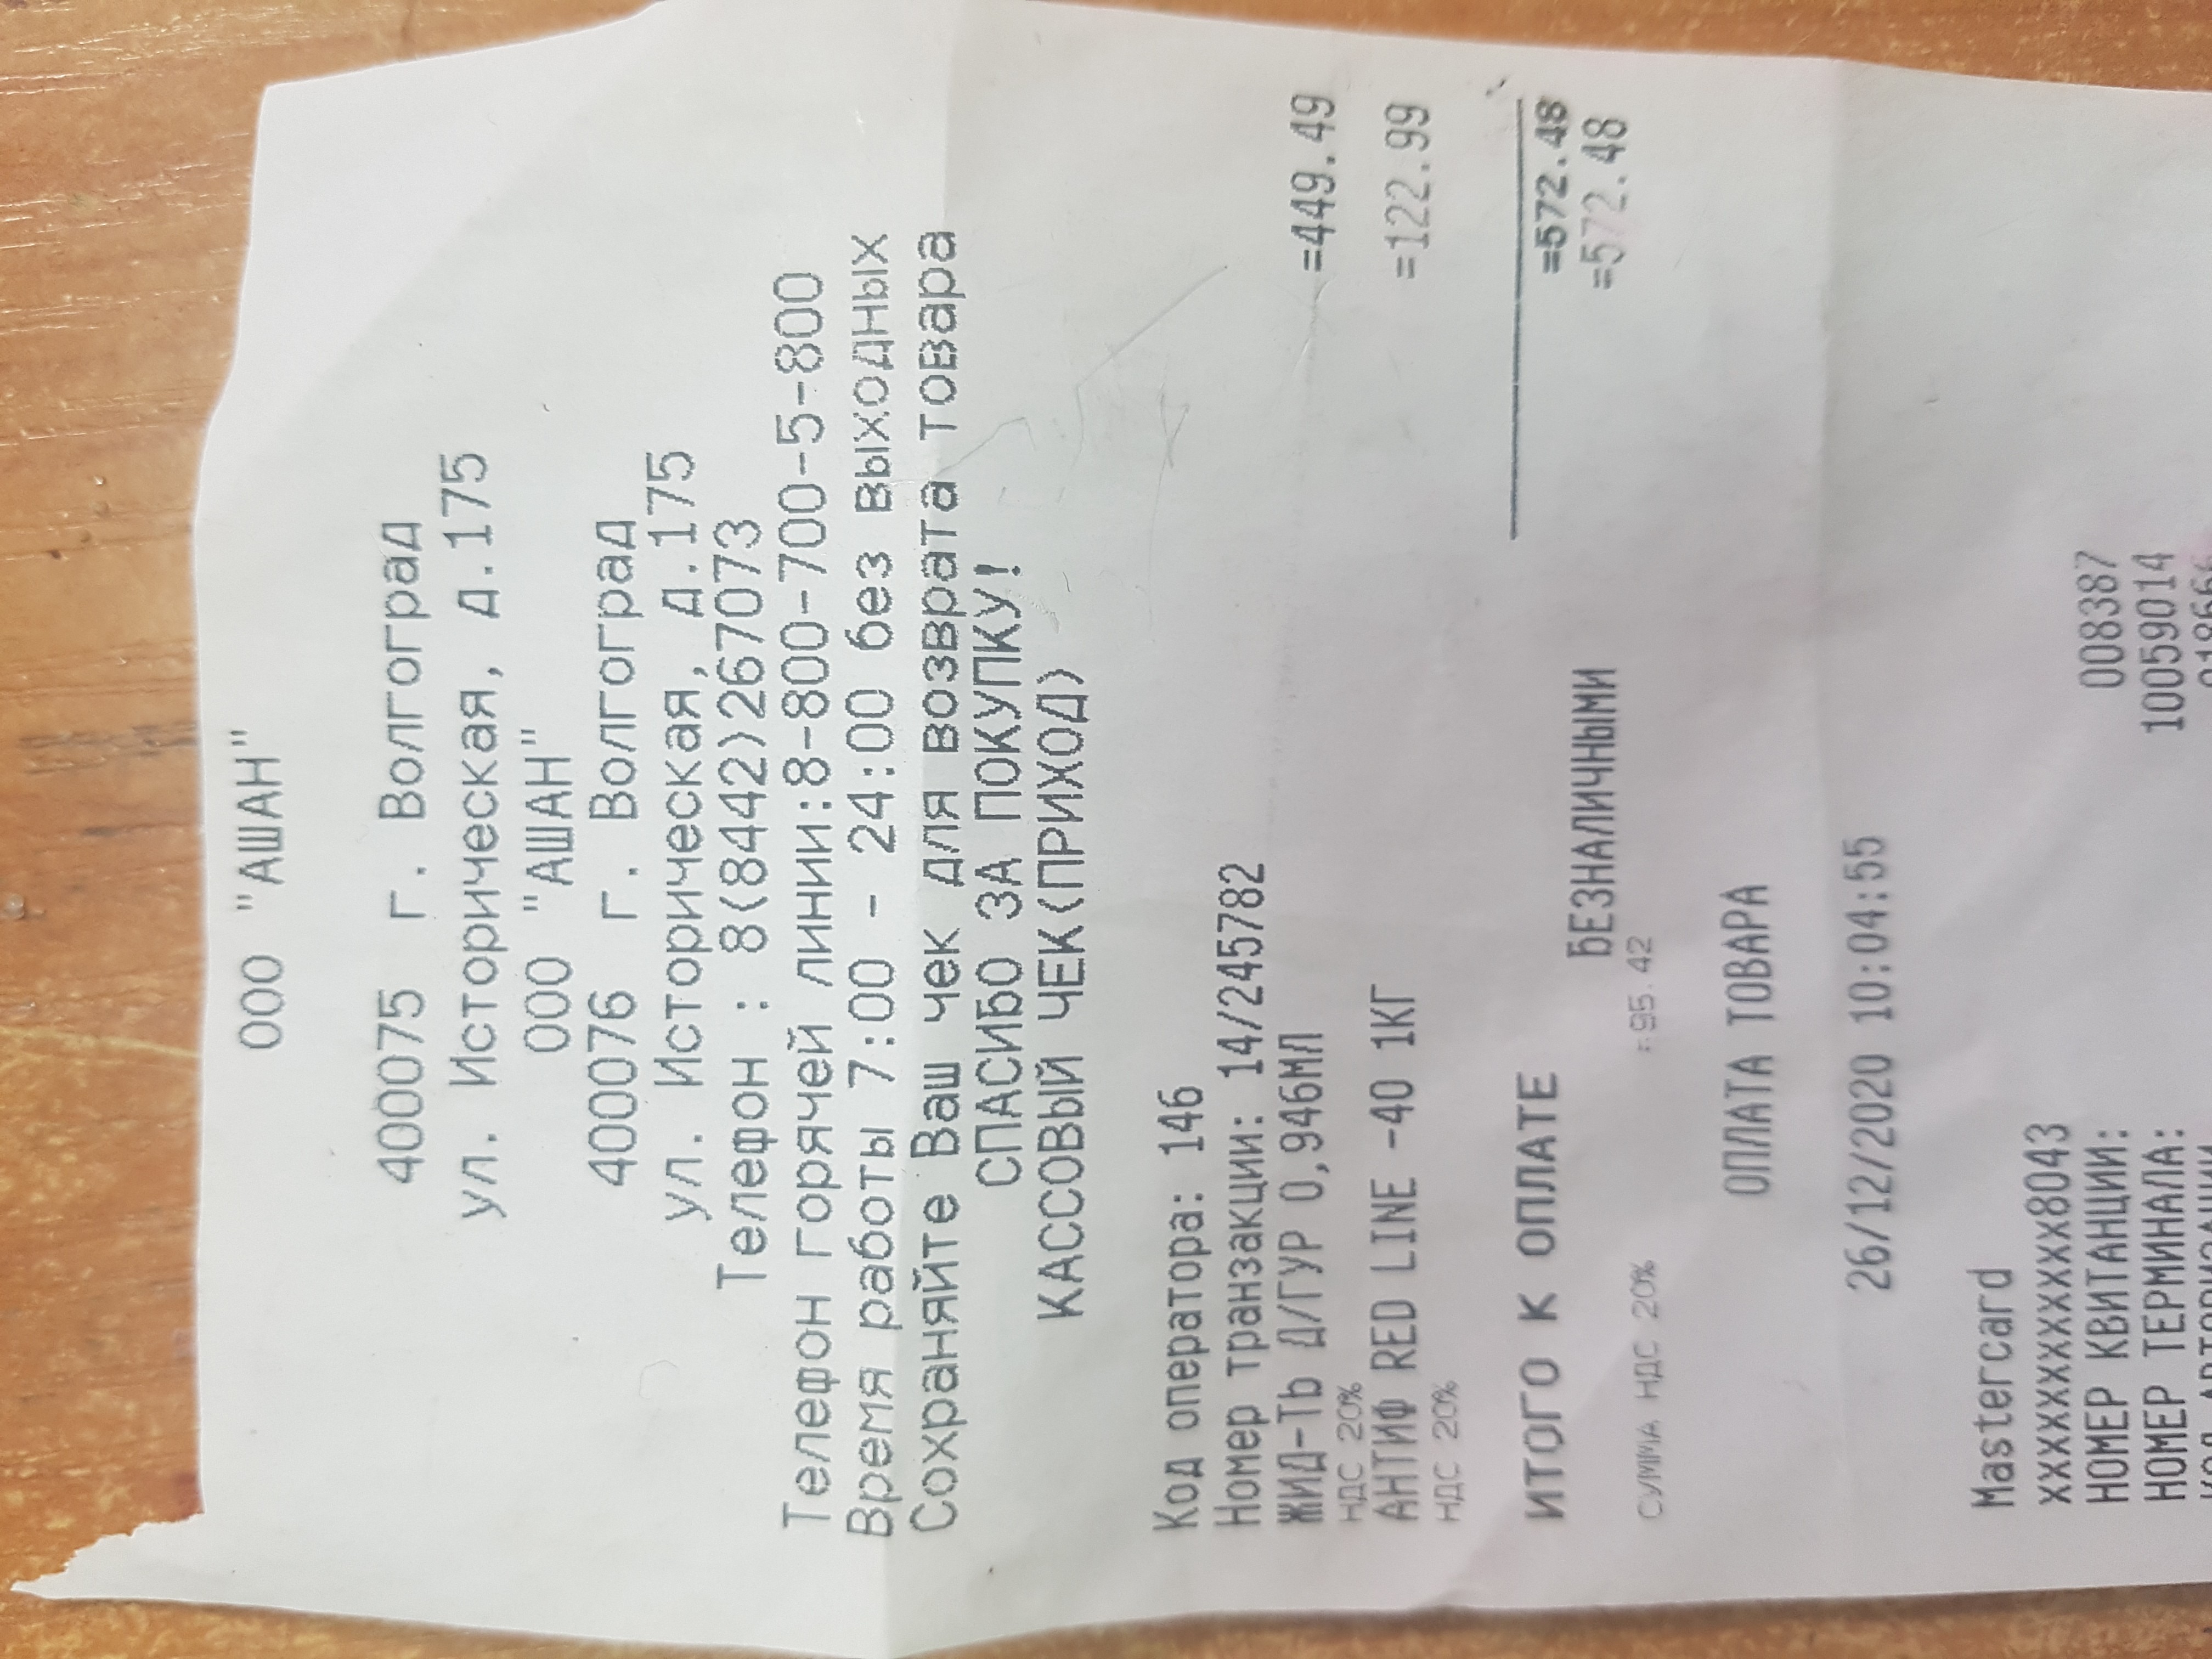 ООО "АШАН"
400075 г. Волгоград
ул. Историческая, д.175
ООО "АШАН"
400076 г. Волгоград
ул. Историческая, д.175
Телефон : 8(8442)267073
Телефон горячей линии:8-800-700-5-800
Время работы 7:00 - 24:00 без выходных
Сохраняйте Ваш чек для возврата товара
СПАСИБО ЗА ПОКУПКУ!
КАССОВЫЙ ЧЕК(ПРИХОД)
Код оператора: 146
Номер транзакции: 14/245782
ЖИД-ТЬ Д/ГУР 0,946МЛ =449.49
НДС 20%
АНТИФ RED LINE -40 1КГ =122.99
НДС 20%
ИТОГО К ОПЛАТЕ =572.48
БЕЗНАЛИЧНЫМИ =572.48
СУММА НДС 20% =95.42
ОПЛАТА ТОВАРА
26/12/2020 10:04:55
Mastercard
XXXXXXXXXXXX8043
НОМЕР КВИТАНЦИИ: 008387
НОМЕР ТЕРМИНАЛА: 10059014